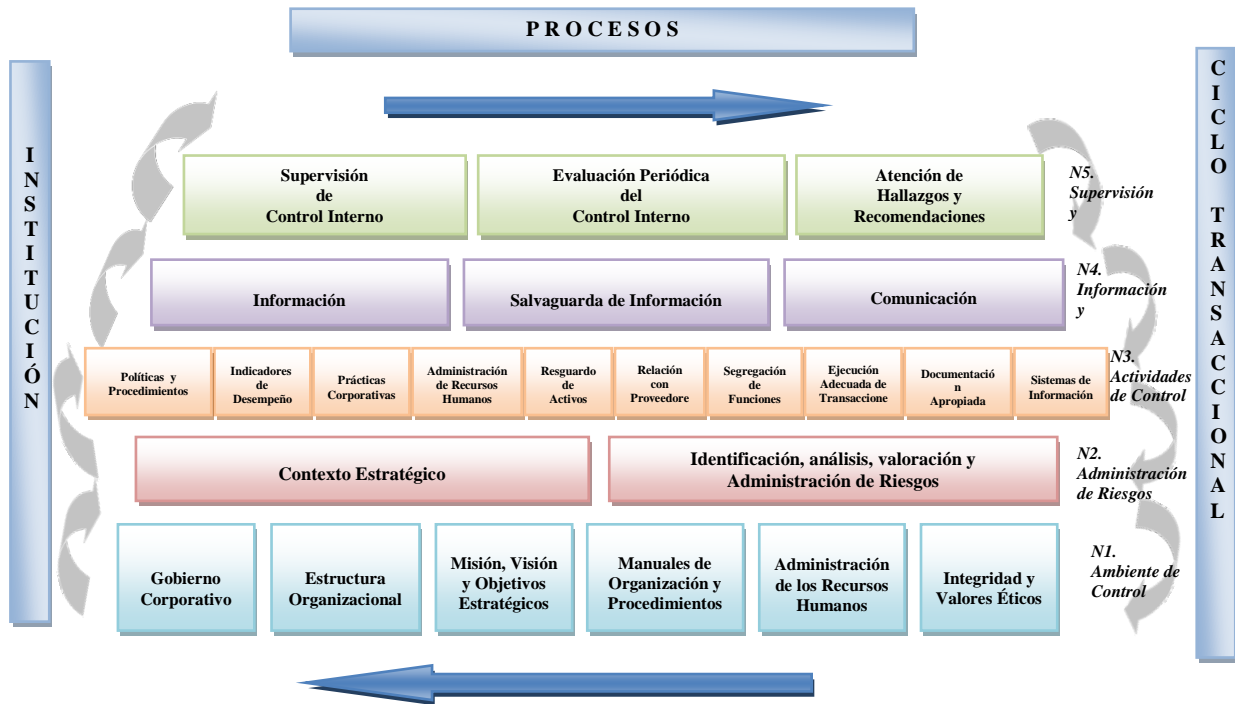 PROCESOS
INSTITUCIÓN
CICLO TRANSACCIONAL
Supervisión
de
Control Interno
Evaluación Periódica
del
Control Interno
Atención de
Hallazgos y
Recomendaciones
N5.
Supervisión
y
Información
Salvaguarda de Información
Comunicación
N4.
Información
y
Políticas y
Procedimientos
Indicadores
de
Desempeño
Prácticas
Corporativas
Administración
de Recursos
Humanos
Resguardo
de
Activos
Relación
con
Proveedore
Segregación
de
Funciones
Ejecución
Adecuada de
Transaccione
Documentació
n
Apropiada
Sistemas de
Información
N3.
Actividades
de Control
Contexto Estratégico
Identificación, análisis, valoración y
Administración de Riesgos
N2.
Administración
de Riesgos
Gobierno
Corporativo
Estructura
Organizacional
Misión, Visión
y Objetivos
Estratégicos
Manuales de
Organización y
Procedimientos
Administración
de los Recursos
Humanos
Integridad y
Valores Éticos
N1.
Ambiente de
Control